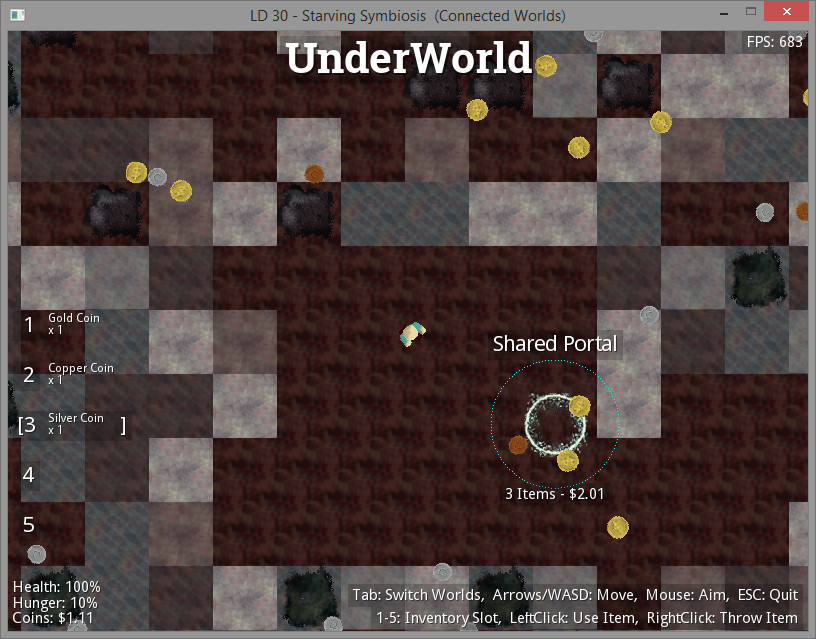 LD 30 - Starving Symbiosis (Connected Worlds)
UnderWorld
FPS: 683
1 Gold Coin
x 1
2 Copper Coin
x 1
[3 Silver Coin ]
x 1
4
5
Shared Portal
3 Items - $2.01
Health: 100%
Hunger: 10%
Coins: $1.11
Tab: Switch Worlds, Arrows/WASD: Move, Mouse: Aim, ESC: Quit
1-5: Inventory Slot, LeftClick: Use Item, RightClick: Throw Item